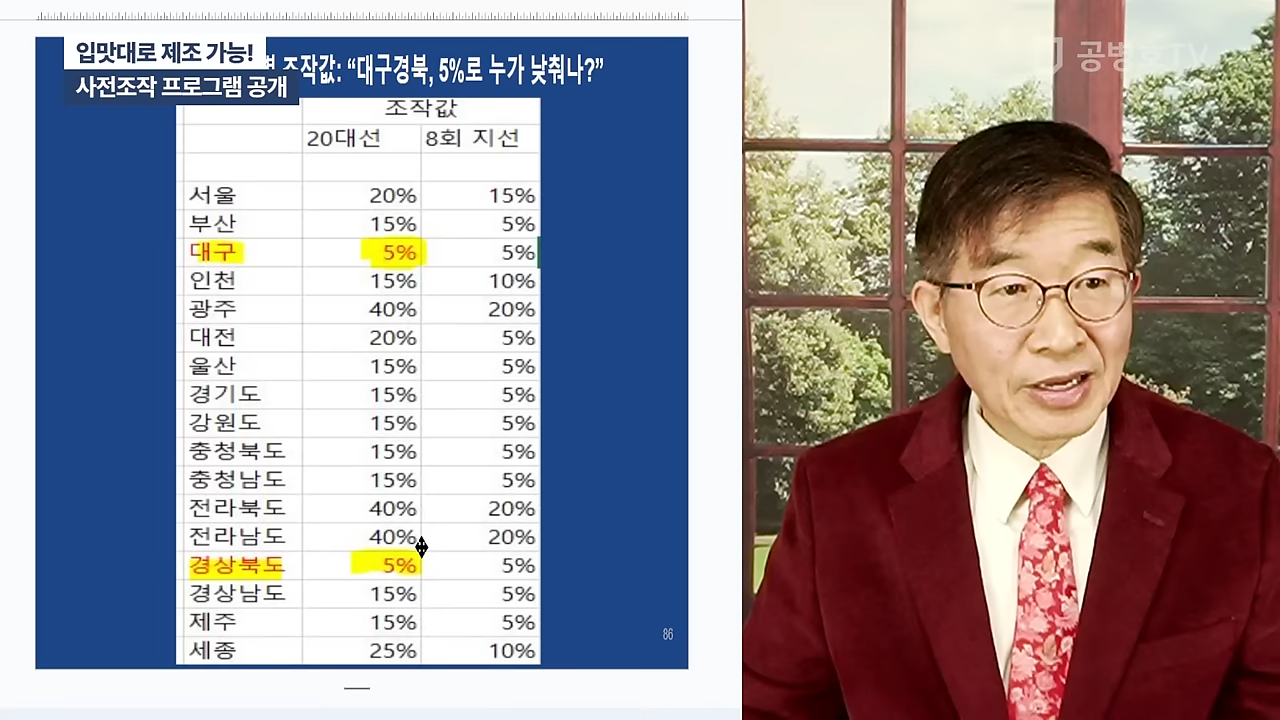 입맛대로 제조 가능!
사전조작 프로그램 공개
조작값: “대구경북, 5%로 누가 낮춰나?”
공병호TV
조작값
20대선 8회 지선
서울 20% 15%
부산 15% 5%
대구 5% 5%
인천 15% 10%
광주 40% 20%
대전 20% 5%
울산 15% 5%
경기도 15% 5%
강원도 15% 5%
충청북도 15% 5%
충청남도 15% 5%
전라북도 40% 20%
전라남도 40% 20%
경상북도 5% 5%
경상남도 15% 5%
제주 15% 5%
세종 25% 10%
86